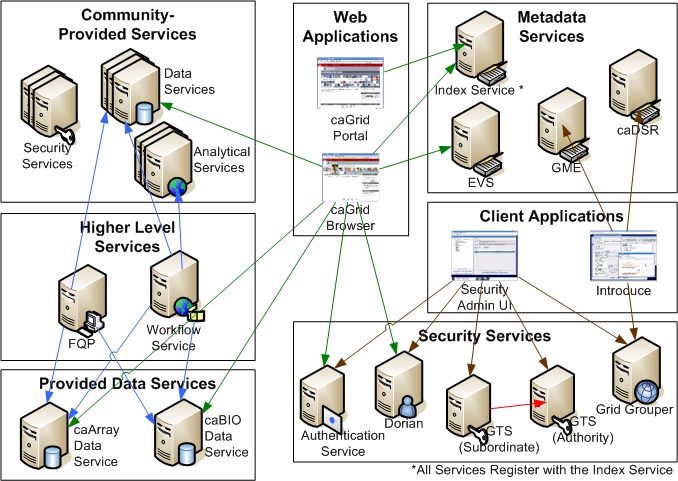 Community-
Provided Services
Data
Services
Security
Services
Analytical
Services
Web
Applications
caGrid
Portal
caGrid
Browser
Metadata
Services
Index Service *
caDSR
EVS
GME
Higher Level
Services
FQP
Workflow
Service
Client Applications
Security
Admin UI
Introduce
Provided Data Services
caArray
Data
Service
caBIO
Data
Service
Security Services
Authentication
Service
Dorian
GTS
(Subordinate)
GTS
(Authority)
Grid Grouper
*All Services Register with the Index Service